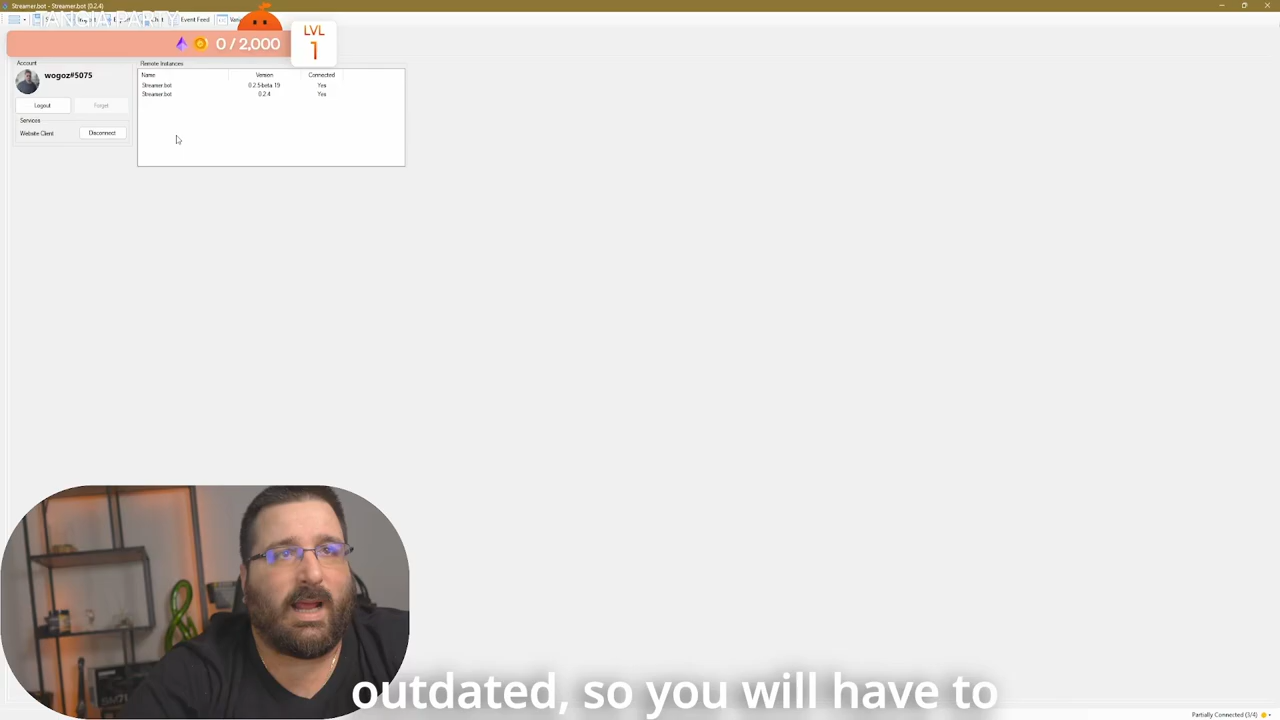 Streamer.bot - Streamer.bot (0.2.4)
TANGIA PARTY
Event Feed
0 / 2,000
LVL
1
Account
wogoz#5075
Logout
Forget
Services
Website Client
Disconnect
Remote Instances
Name Version Connected
Streamer.bot 0.2.5-beta.19 Yes
Streamer.bot 0.2.4 Yes
outdated, so you will have to
Partially Connected (3/4)